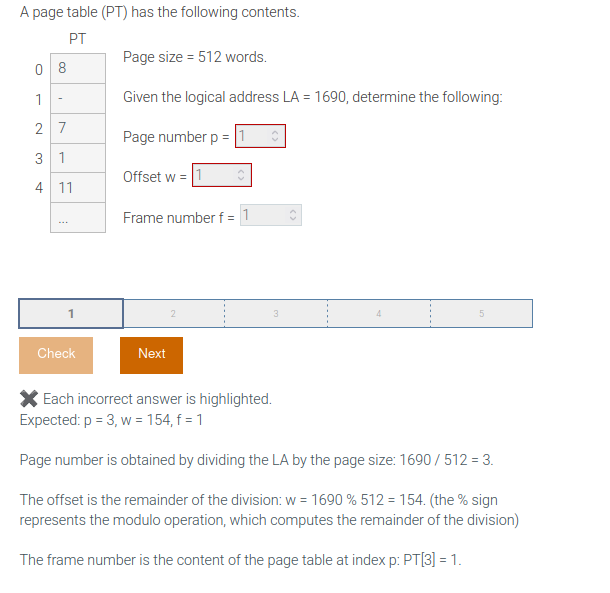 A page table (PT) has the following contents.
PT
0 8
1 -
2 7
3 1
4 11
...
Page size = 512 words.
Given the logical address LA = 1690, determine the following:
Page number p = 1
Offset w = 1
Frame number f = 1
1 2 3 4 5
Check Next
Each incorrect answer is highlighted.
Expected: p = 3, w = 154, f = 1
Page number is obtained by dividing the LA by the page size: 1690 / 512 = 3.
The offset is the remainder of the division: w = 1690 % 512 = 154. (the % sign
represents the modulo operation, which computes the remainder of the division)
The frame number is the content of the page table at index p: PT[3] = 1.